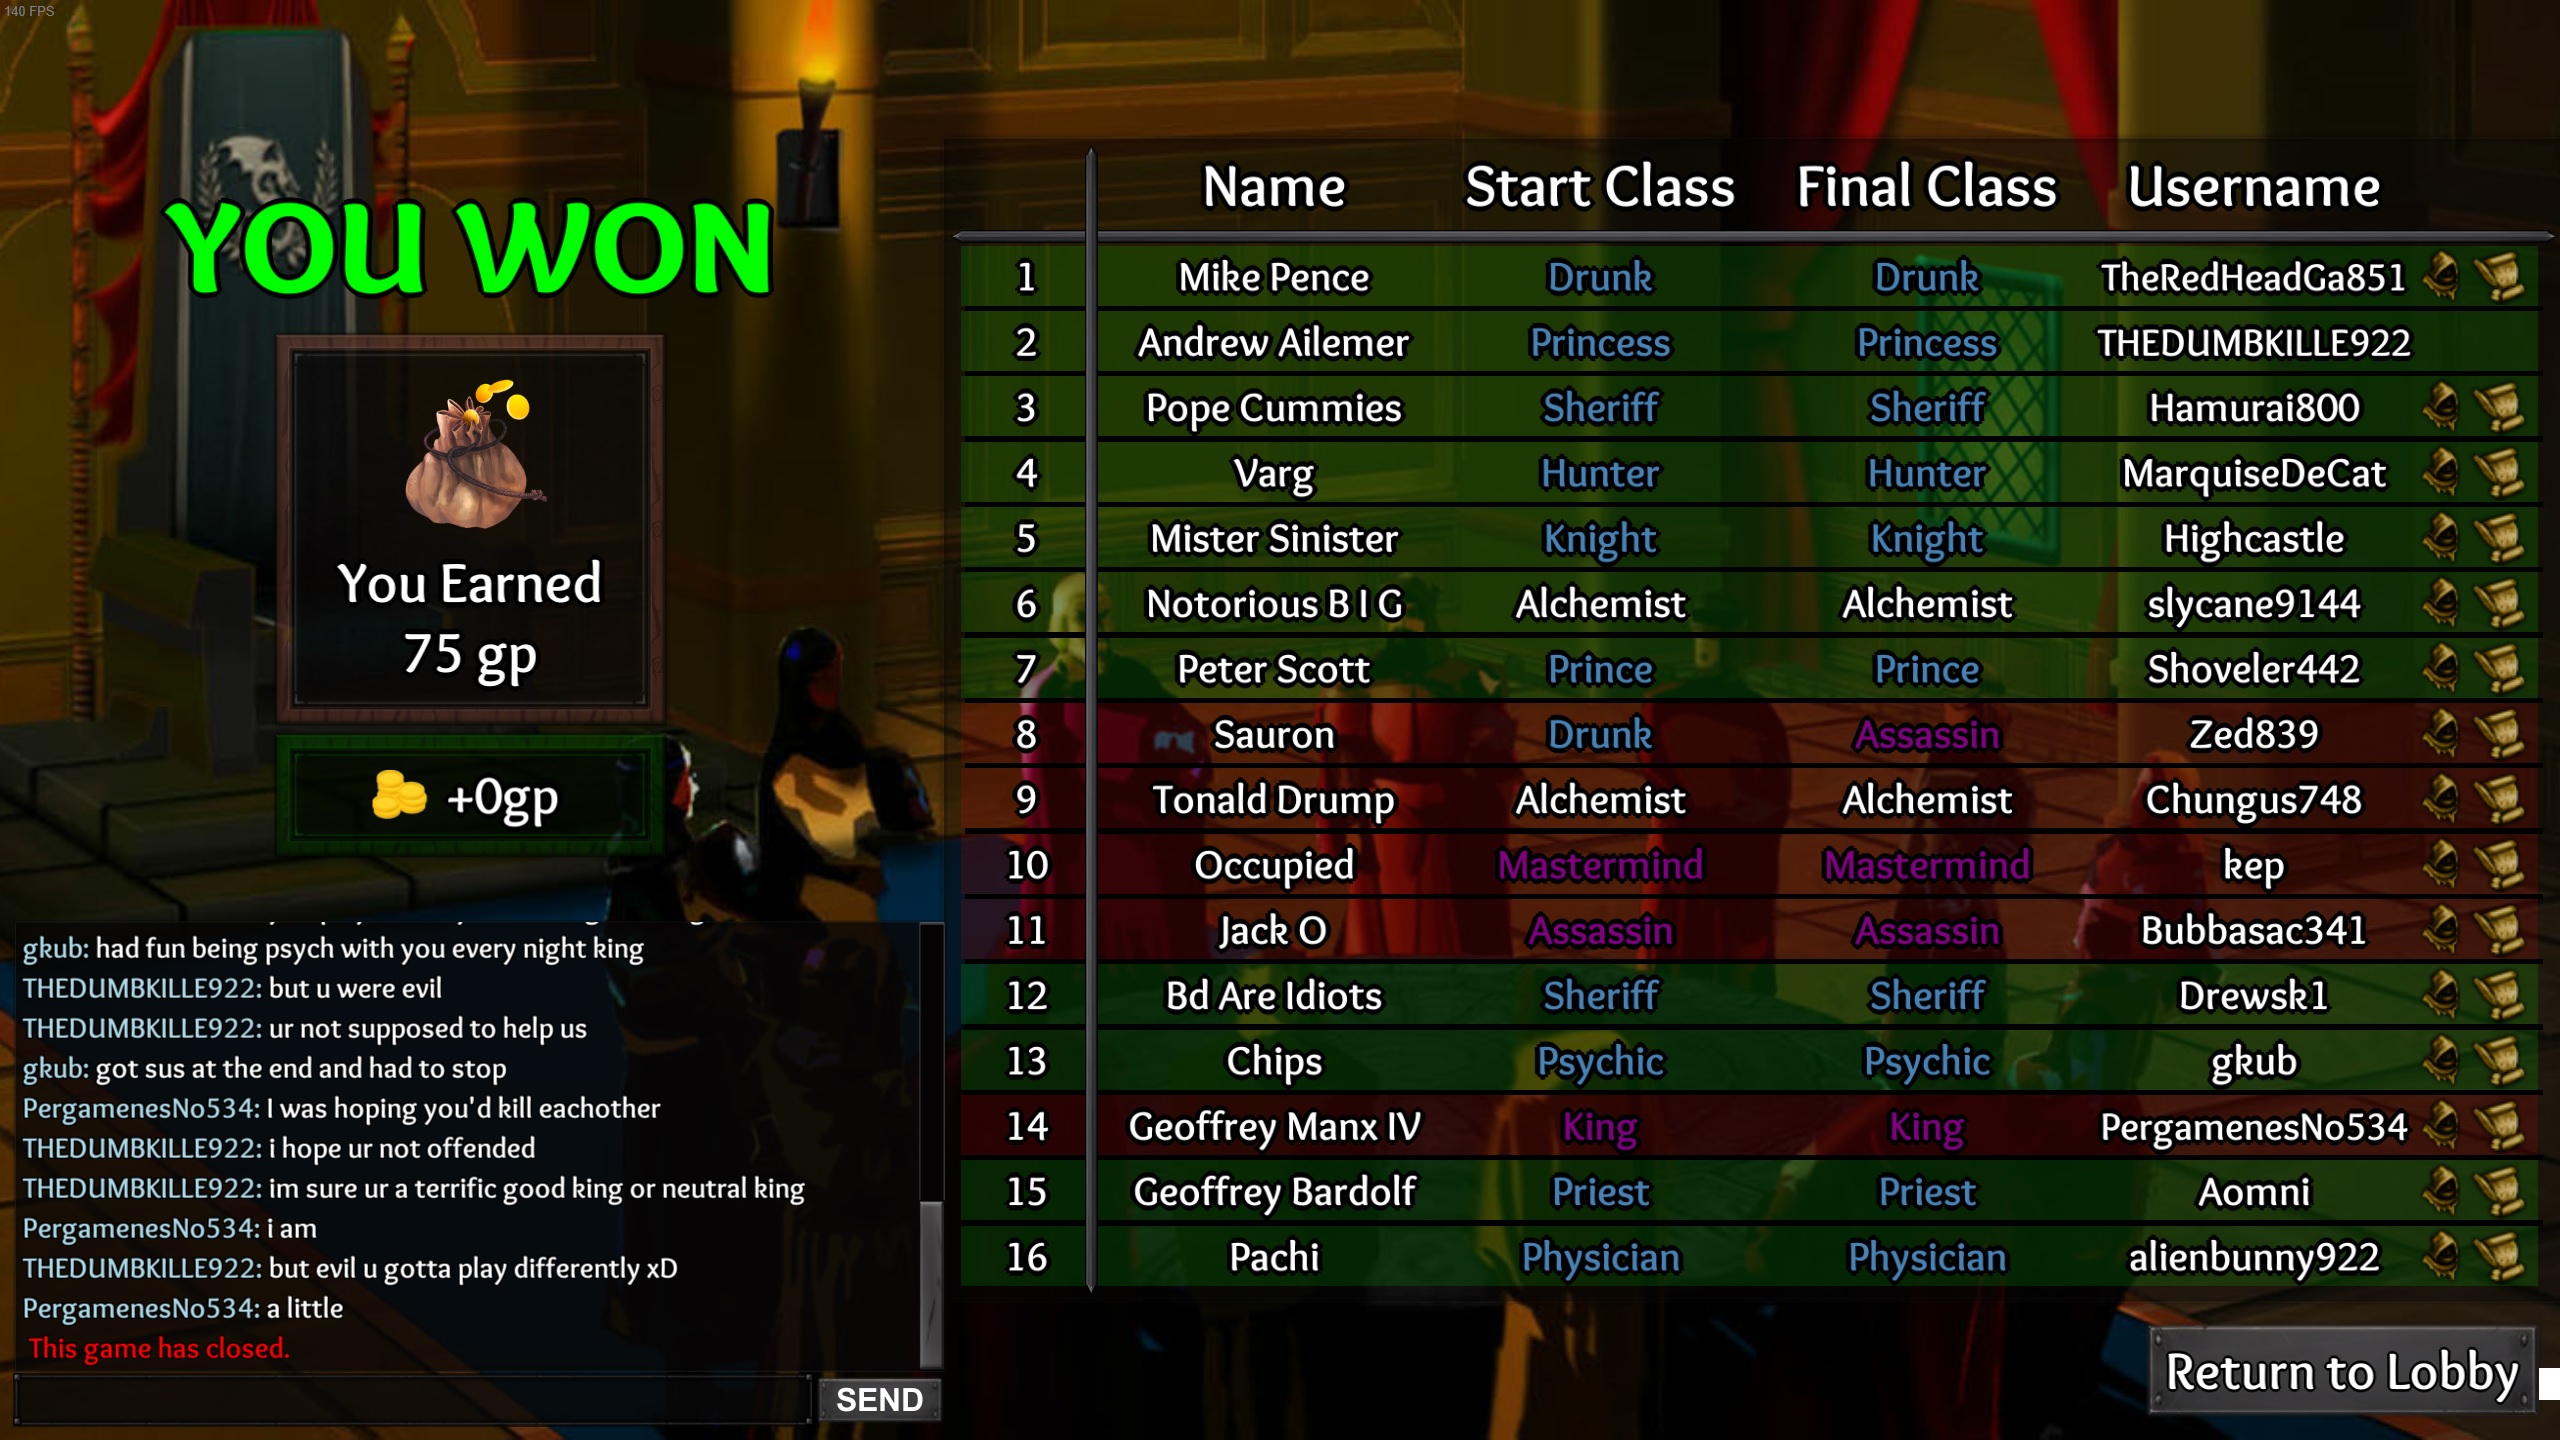 140 FPS
YOU WON
You Earned
75 gp
+0gp
gkub: had fun being psych with you every night king
THEDUMBKILLE922: but u were evil
THEDUMBKILLE922: ur not supposed to help us
gkub: got sus at the end and had to stop
PergamenesNo534: I was hoping you'd kill eachother
THEDUMBKILLE922: i hope ur not offended
THEDUMBKILLE922: im sure ur a terrific good king or neutral king
PergamenesNo534: i am
THEDUMBKILLE922: but evil u gotta play differently xD
PergamenesNo534: a little
This game has closed.
SEND
Name Start Class Final Class Username
1 Mike Pence Drunk Drunk TheRedHeadGa851
2 Andrew Ailemer Princess Princess THEDUMBKILLE922
3 Pope Cummies Sheriff Sheriff Hamurai800
4 Varg Hunter Hunter MarquiseDeCat
5 Mister Sinister Knight Knight Highcastle
6 Notorious B I G Alchemist Alchemist slycane9144
7 Peter Scott Prince Prince Shoveler442
8 Sauron Drunk Assassin Zed839
9 Tonald Drump Alchemist Alchemist Chungus748
10 Occupied Mastermind Mastermind kep
11 Jack O Assassin Assassin Bubbasac341
12 Bd Are Idiots Sheriff Sheriff Drewsk1
13 Chips Psychic Psychic gkub
14 Geoffrey Manx IV King King PergamenesNo534
15 Geoffrey Bardolf Priest Priest Aomni
16 Pachi Physician Physician alienbunny922
Return to Lobby